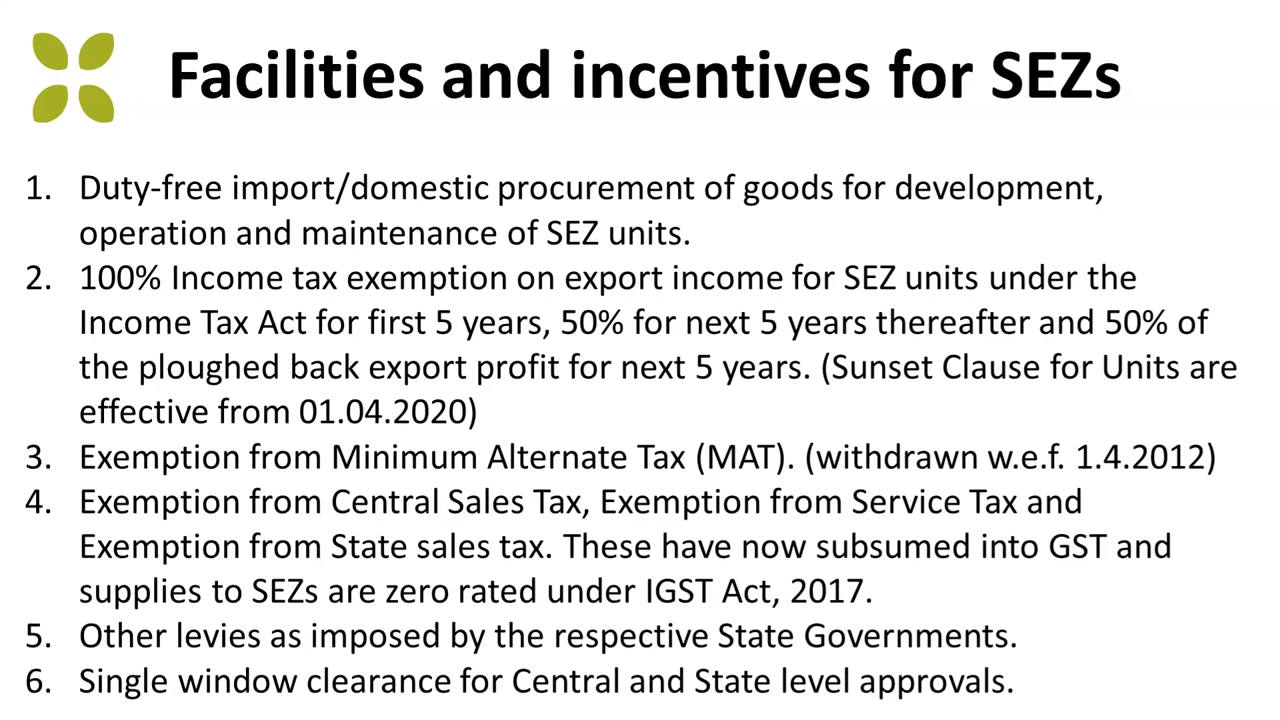 Facilities and incentives for SEZs
1. Duty-free import/domestic procurement of goods for development,
operation and maintenance of SEZ units.
2. 100% Income tax exemption on export income for SEZ units under the
Income Tax Act for first 5 years, 50% for next 5 years thereafter and 50% of
the ploughed back export profit for next 5 years. (Sunset Clause for Units are
effective from 01.04.2020)
3. Exemption from Minimum Alternate Tax (MAT). (withdrawn w.e.f. 1.4.2012)
4. Exemption from Central Sales Tax, Exemption from Service Tax and
Exemption from State sales tax. These have now subsumed into GST and
supplies to SEZs are zero rated under IGST Act, 2017.
5. Other levies as imposed by the respective State Governments.
6. Single window clearance for Central and State level approvals.